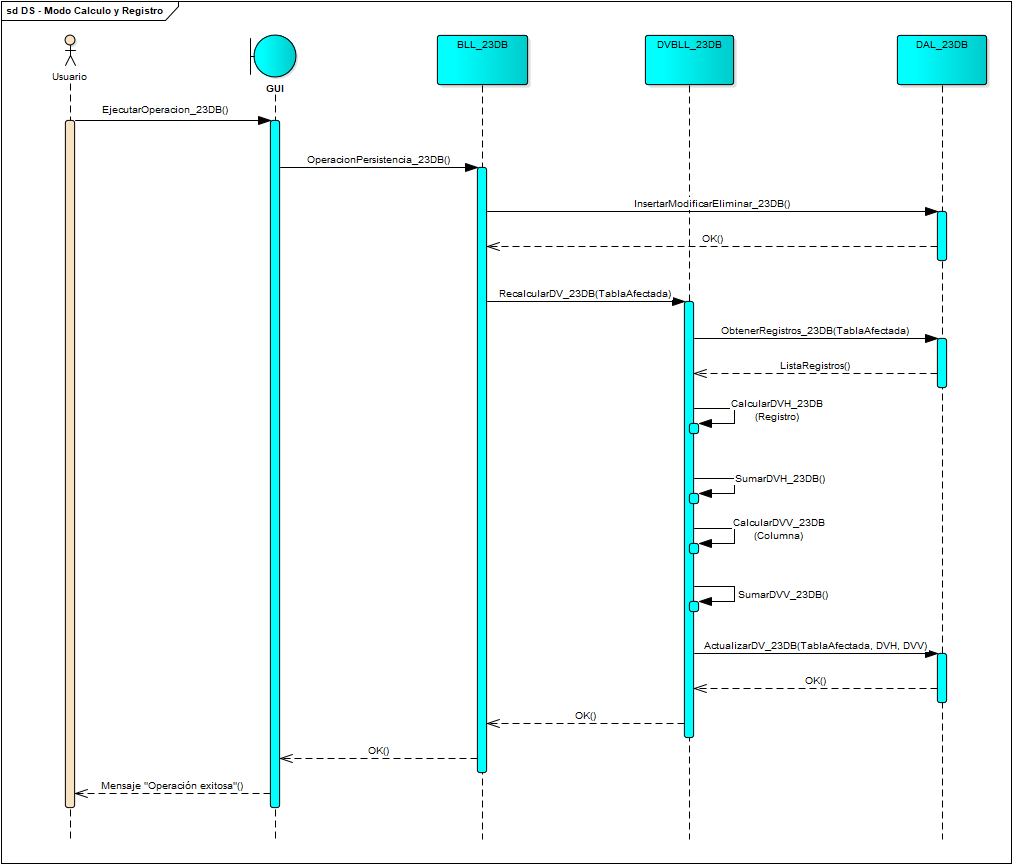 sd DS - Modo Calculo y Registro
BLL_23DB
DVBLL_23DB
DAL_23DB
Usuario
GUI
EjecutarOperacion_23DB()
OperacionPersistencia_23DB()
InsertarModificarEliminar_23DB()
OK()
RecalcularDV_23DB(TablaAfectada)
ObtenerRegistros_23DB(TablaAfectada)
ListaRegistros()
CalcularDVH_23DB
(Registro)
SumarDVH_23DB()
CalcularDVV_23DB
(Columna)
SumarDVV_23DB()
ActualizarDV_23DB(TablaAfectada, DVH, DVV)
OK()
OK()
OK()
Mensaje "Operación exitosa"()